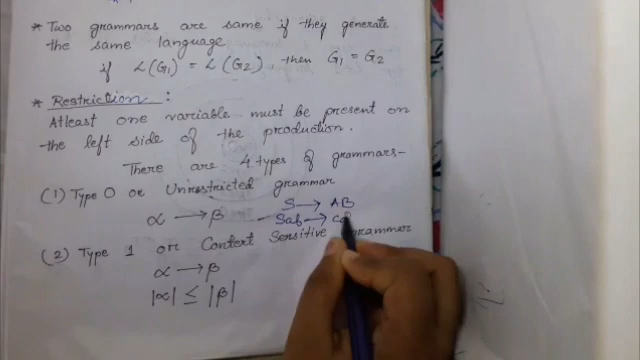 * Two grammars are same if they generate
the same language
if L(G1) = L(G2), then G1 = G2
* Restriction :
Atleast one variable must be present on
the left side of the production.
There are 4 types of grammars-
(1) Type 0 or Unrestricted grammar
α → β S → AB
Sab →
(2) Type 1 or Context Sensitive grammar
α → β
|α| ≤ |β|